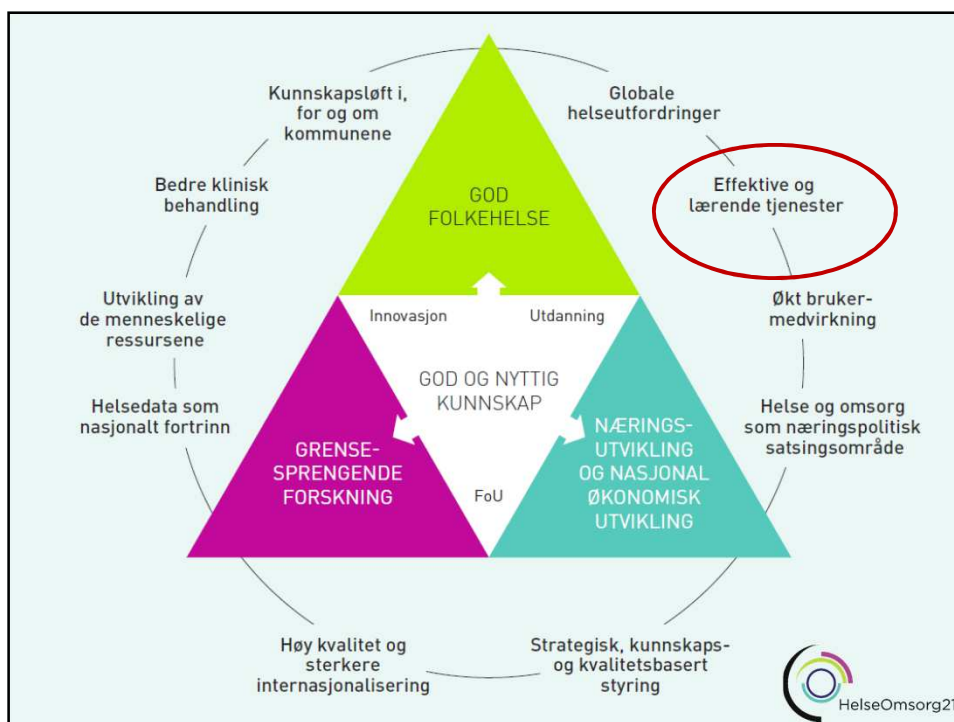 Kunnskapsløft i,
for og om
kommunene
Globale
helseutfordringer
Bedre klinisk
behandling
GOD
FOLKEHELSE
Effektive og
lærende tjenester
Utvikling av
de menneskelige
ressursene
Innovasjon
Utdanning
Økt bruker-
medvirkning
GOD OG NYTTIG
KUNNSKAP
Helsedata som
nasjonalt fortrinn
Helse og omsorg
som næringspolitisk
satsingsområde
GRENSE-
SPRENGENDE
FORSKNING
FoU
NÆRINGS-
UTVIKLING
OG NASJONAL
ØKONOMISK
UTVIKLING
Høy kvalitet og
sterkere
internasjonalisering
Strategisk, kunnskaps-
og kvalitetsbasert
styring
HelseOmsorg21